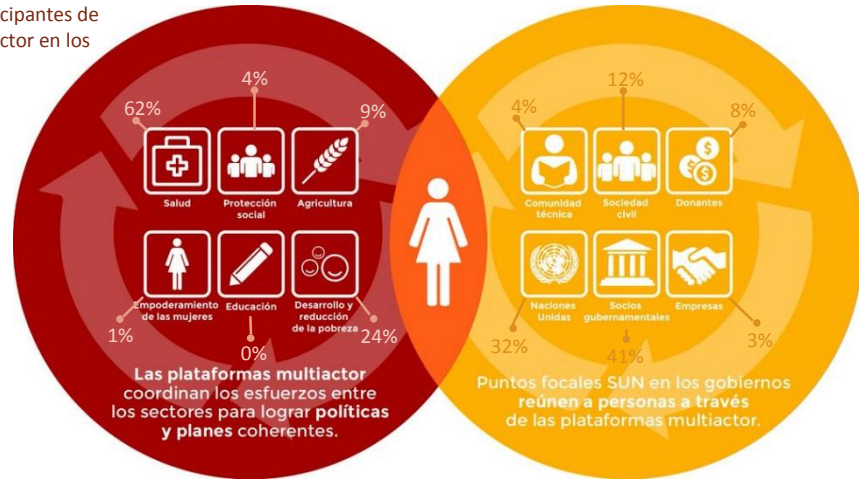 cipantes de
ctor en los
4%
62%
9%
Salud
Protección
social
Agricultura
Empoderamiento
de las mujeres
Educación
Desarrollo y
reducción
de la pobreza
1%
0%
24%
Las plataformas multiactor
coordinan los esfuerzos entre
los sectores para lograr políticas
y planes coherentes.
12%
4%
8%
Comunidad
técnica
Sociedad
civil
Donantes
Naciones
Unidas
Socios
gubernamentales
Empresas
32%
41%
3%
Puntos focales SUN en los gobiernos
reúnen a personas a través
de las plataformas multiactor.